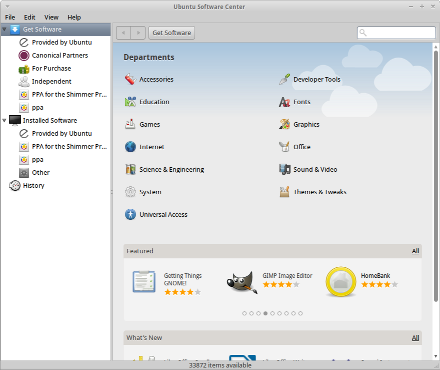 Ubuntu Software Center
File Edit View Help
Get Software
Provided by Ubuntu
Canonical Partners
For Purchase
Independent
PPA for the Shimmer Pr...
ppa
Installed Software
Provided by Ubuntu
PPA for the Shimmer Pr...
ppa
Other
History
Get Software
Departments
Accessories
Developer Tools
Education
Fonts
Games
Graphics
Internet
Office
Science & Engineering
Sound & Video
System
Themes & Tweaks
Universal Access
Featured
All
Getting Things
GNOME!
GIMP Image Editor
HomeBank
What's New
All
33872 items available